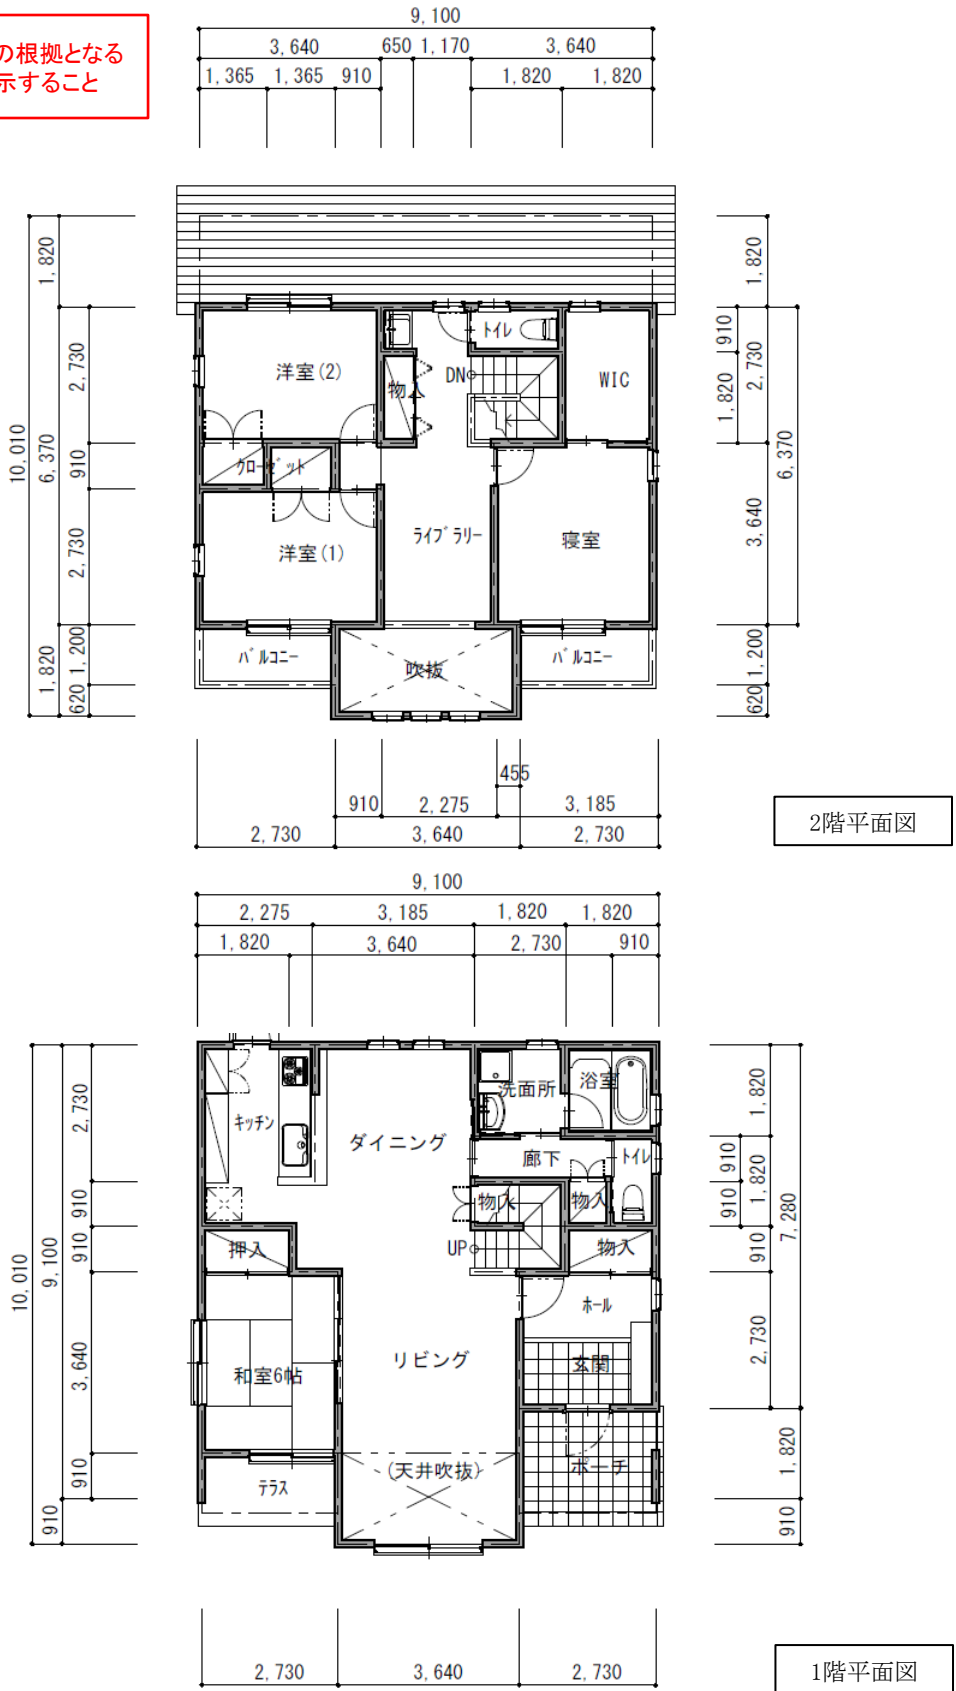 の根拠となる
示すること
9,100
3,640 650 1,170 3,640
1,365 1,365 910 1,820 1,820
1,820
2,730
910
2,730
1,200
620
6,370
1,820
10,010
1,820
910
1,820
2,730
3,640
6,370
1,200
620
洋室(2)
トイレ
WIC
DN
物入
クローゼット
洋室(1)
ライブラリー
寝室
バルコニー
吹抜
バルコニー
455
910 2,275 3,185
2,730 3,640 2,730
2階平面図
9,100
2,275 3,185 1,820 1,820
1,820 3,640 2,730 910
2,730
910
910
3,640
910
9,100
910
10,010
1,820
910
910
1,820
910
2,730
7,280
1,820
910
キッチン
ダイニング
洗面所
浴室
廊下
トイレ
物入
物入
UP
物入
押入
ホール
リビング
玄関
和室6帖
(天井吹抜)
ポーチ
テラス
2,730 3,640 2,730
1階平面図